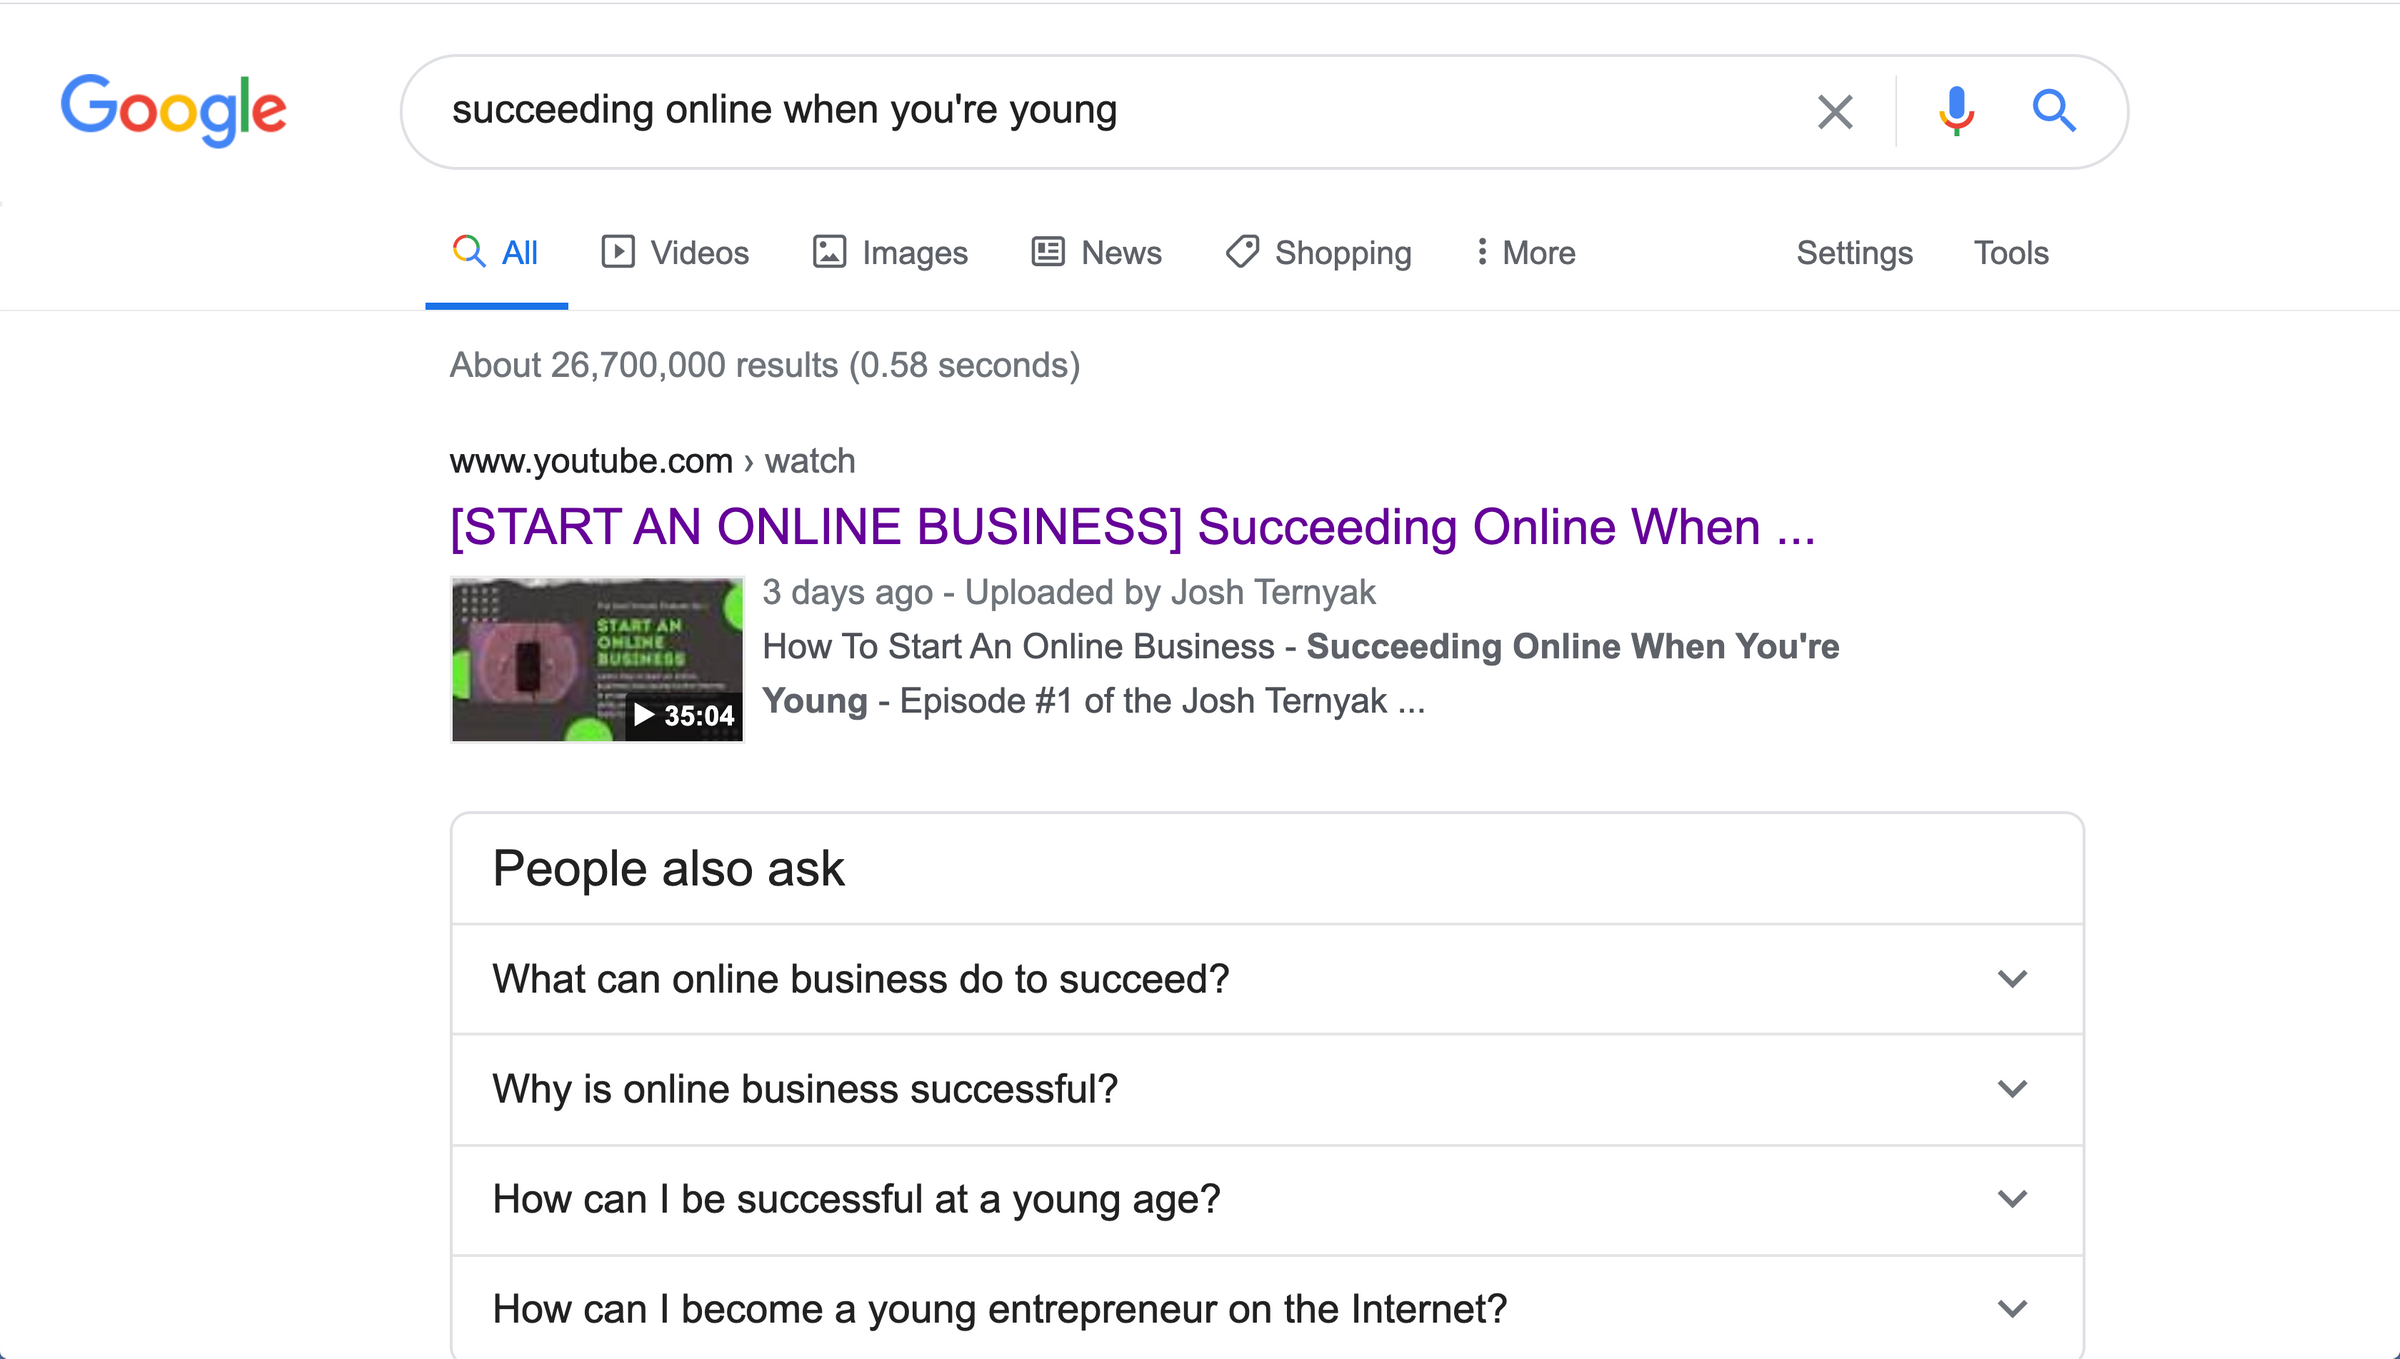 Google
succeeding online when you're young
All Videos Images News Shopping More Settings Tools
About 26,700,000 results (0.58 seconds)
www.youtube.com › watch
[START AN ONLINE BUSINESS] Succeeding Online When ...
START AN
ONLINE
BUSINESS
35:04
3 days ago - Uploaded by Josh Ternyak
How To Start An Online Business - Succeeding Online When You're
Young - Episode #1 of the Josh Ternyak ...
People also ask
What can online business do to succeed?
Why is online business successful?
How can I be successful at a young age?
How can I become a young entrepreneur on the Internet?